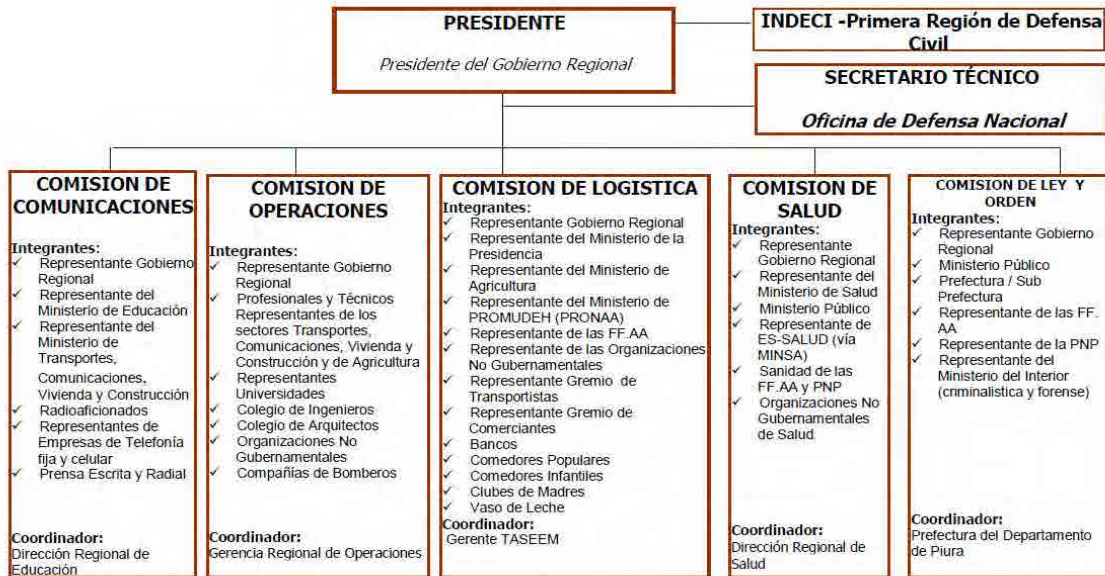 PRESIDENTE
Presidente del Gobierno Regional
INDECI -Primera Región de Defensa
Civil
SECRETARIO TÉCNICO
Oficina de Defensa Nacional
COMISION DE
COMUNICACIONES
Integrantes:
✓ Representante Gobierno
Regional
✓ Representante del
Ministerio de Educación
✓ Representante del
Ministerio de
Transportes,
Comunicaciones,
Vivienda y Construcción
✓ Radioaficionados
✓ Representantes de
Empresas de Telefonía
fija y celular
✓ Prensa Escrita y Radial
Coordinador:
Dirección Regional de
Educación
COMISION DE
OPERACIONES
Integrantes:
✓ Representante Gobierno
Regional
✓ Profesionales y Técnicos
Representantes de los
sectores Transportes,
Comunicaciones, Vivienda y
Construcción y de Agricultura
✓ Representantes
Universidades
✓ Colegio de Ingenieros
✓ Colegio de Arquitectos
✓ Organizaciones No
Gubernamentales
✓ Compañías de Bomberos
Coordinador:
Gerencia Regional de Operaciones
COMISION DE LOGISTICA
Integrantes:
✓ Representante Gobierno Regional
✓ Representante del Ministerio de la
Presidencia
✓ Representante del Ministerio de
Agricultura
✓ Representante del Ministerio de
PROMUDEH (PRONAA)
✓ Representante de las FF.AA
✓ Representante de las Organizaciones
No Gubernamentales
✓ Representante Gremio de
Transportistas
✓ Representante Gremio de
Comerciantes
✓ Bancos
✓ Comedores Populares
✓ Comedores Infantiles
✓ Clubes de Madres
✓ Vaso de Leche
Coordinador:
Gerente TASEEM
COMISION DE
SALUD
Integrantes:
✓ Representante
Gobierno Regional
✓ Representante del
Ministerio de Salud
✓ Ministerio Público
✓ Representante de
ES-SALUD (vía
MINSA)
✓ Sanidad de las
FF.AA y PNP
✓ Organizaciones No
Gubernamentales
de Salud
Coordinador:
Dirección Regional de
Salud
COMISION DE LEY Y
ORDEN
Integrantes:
✓ Representante Gobierno
Regional
✓ Ministerio Público
✓ Prefectura / Sub
Prefectura
✓ Representante de las FF.
AA
✓ Representante de la PNP
✓ Representante del
Ministerio del Interior
(criminalistica y forense)
Coordinador:
Prefectura del Departamento
de Piura